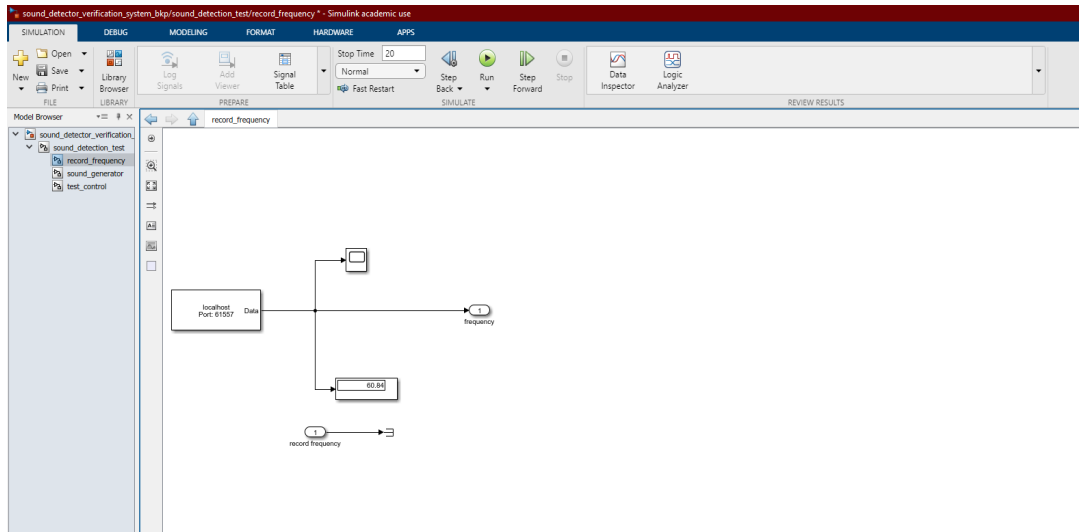 sound_detector_verification_system_bkp/sound_detection_test/record_frequency * - Simulink academic use
SIMULATION DEBUG MODELING FORMAT HARDWARE APPS
New
Open
Save
Print
FILE
Library
Browser
LIBRARY
Log
Signals
Add
Viewer
Signal
Table
PREPARE
Stop Time 20
Normal
Fast Restart
Step
Back
Run
Step
Forward
Stop
SIMULATE
Data
Inspector
Logic
Analyzer
REVIEW RESULTS
Model Browser
record_frequency
sound_detector_verification_
sound_detection_test
record_frequency
sound_generator
test_control
localhost
Port: 61557
Data
1
frequency
60.84
1
record frequency